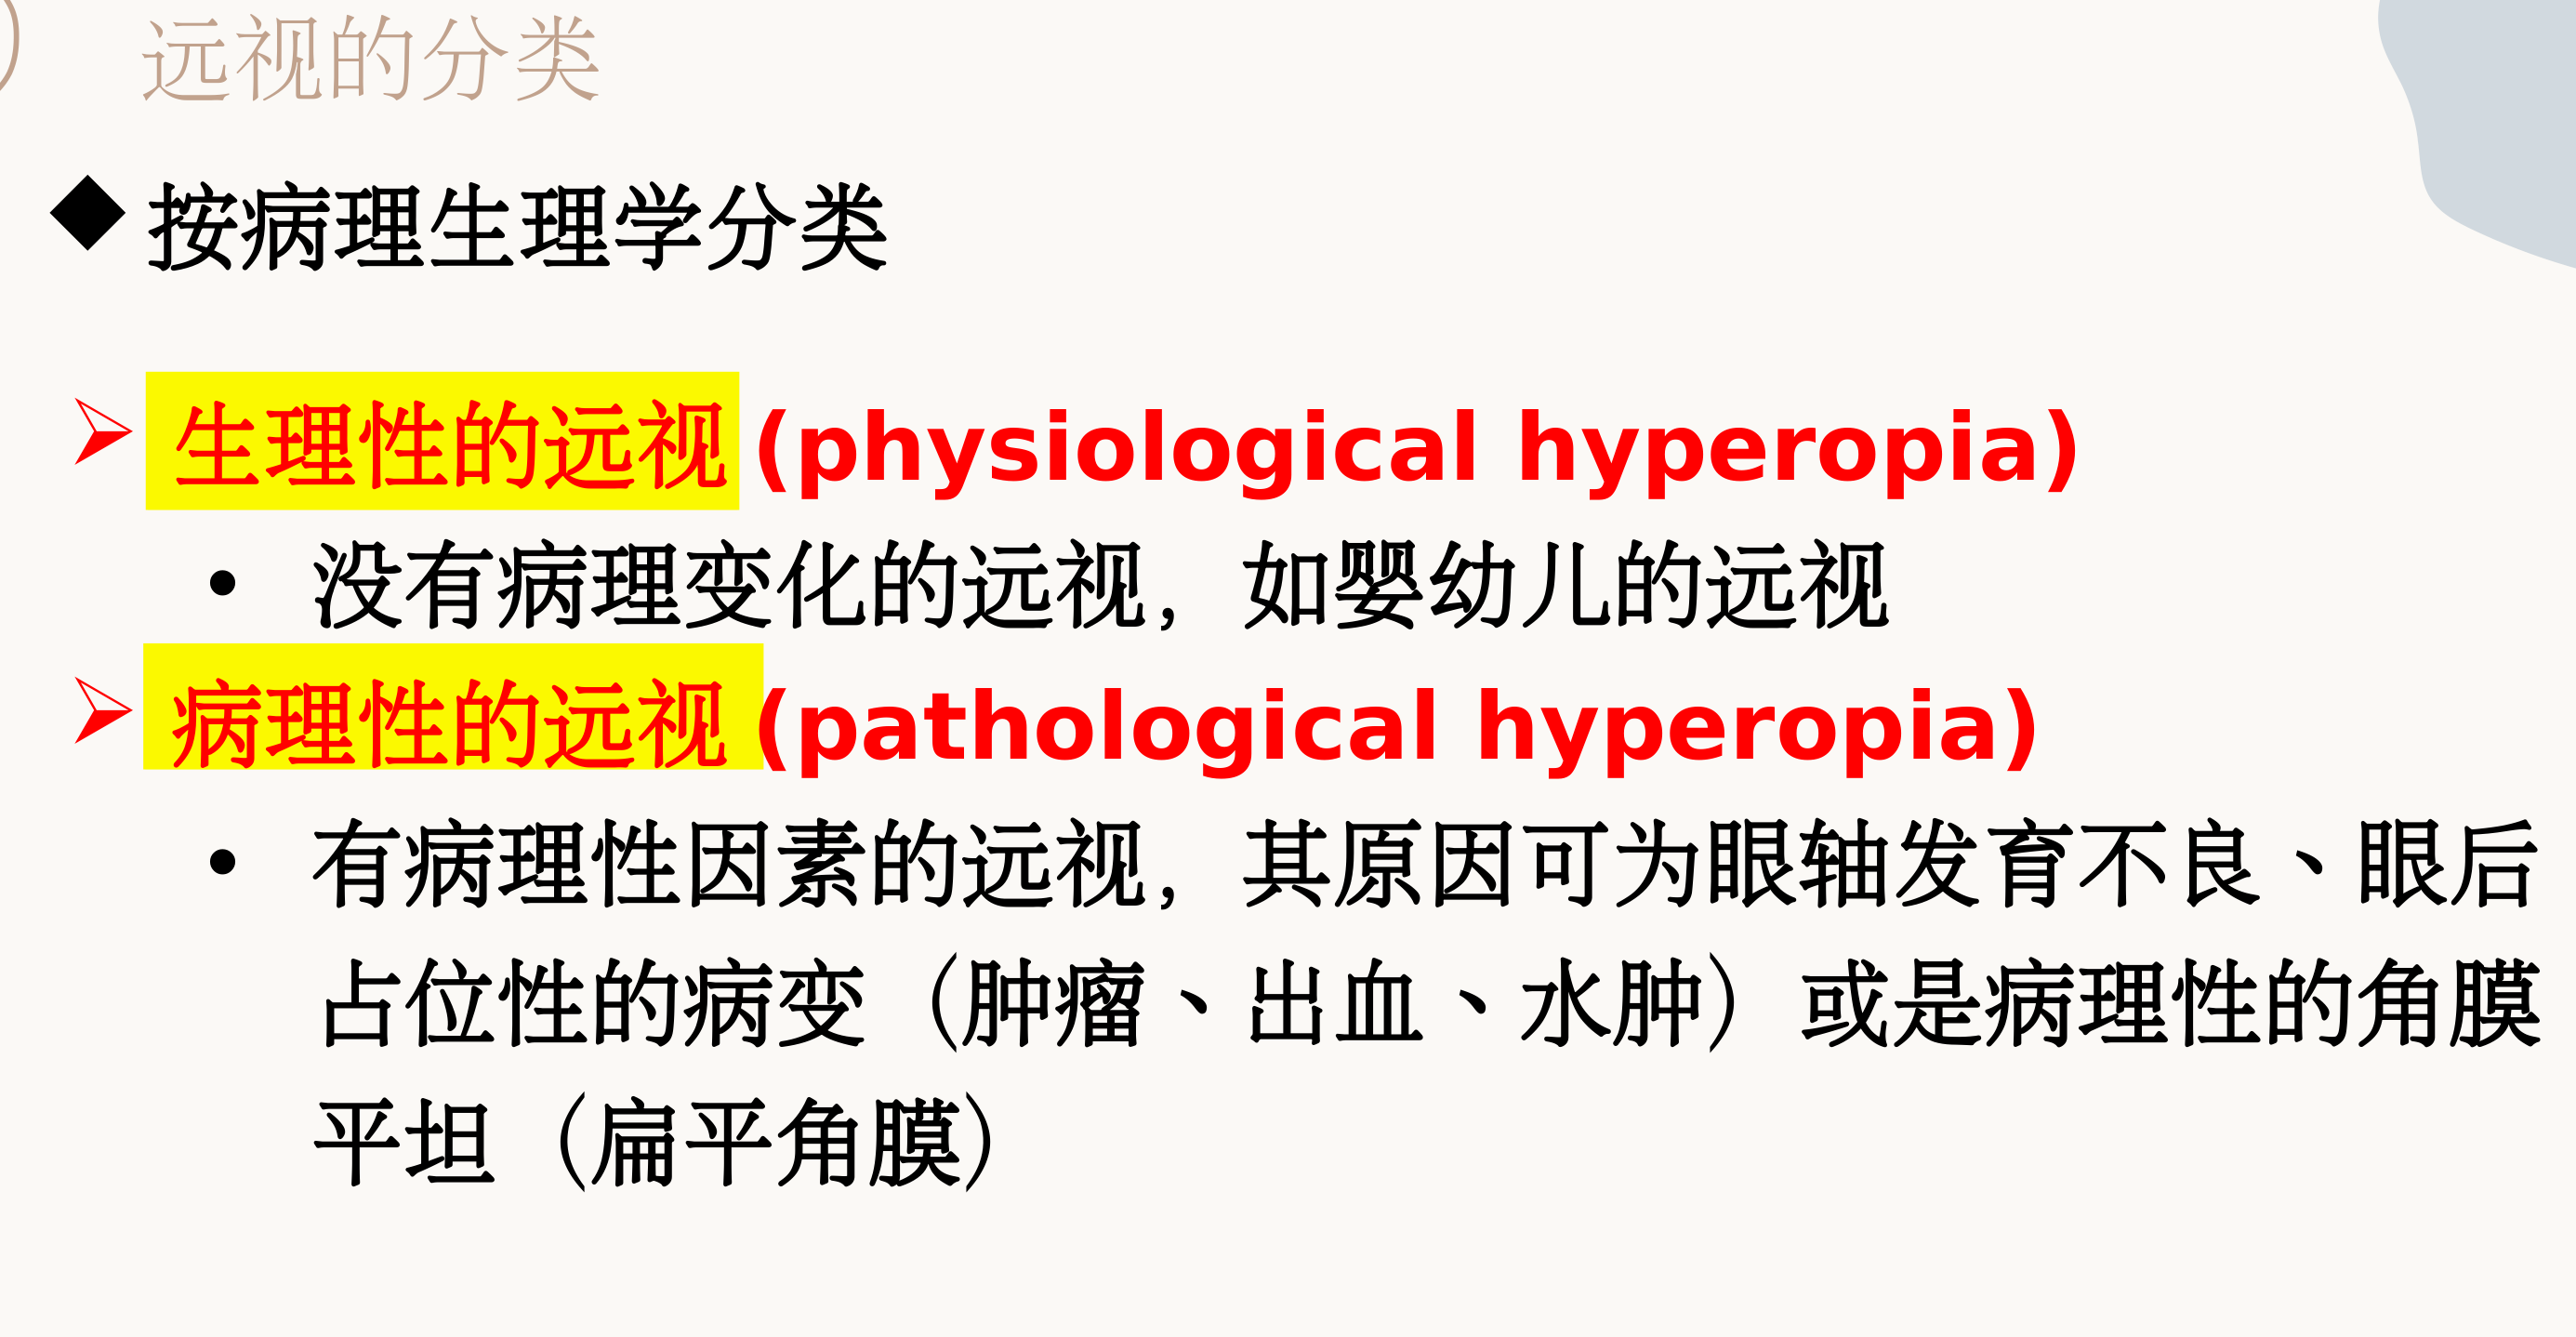 ) 远视的分类
◆按病理生理学分类
➢生理性的远视(physiological hyperopia)
• 没有病理变化的远视，如婴幼儿的远视
➢病理性的远视(pathological hyperopia)
• 有病理性因素的远视，其原因可为眼轴发育不良、眼后
占位性的病变（肿瘤、出血、水肿）或是病理性的角膜
平坦（扁平角膜）